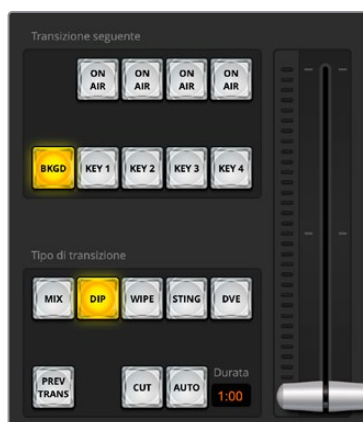 Transizione seguente
ON AIR ON AIR ON AIR ON AIR
BKGD KEY 1 KEY 2 KEY 3 KEY 4
Tipo di transizione
MIX DIP WIPE STING DVE
Durata
PREV TRANS CUT AUTO 1:00